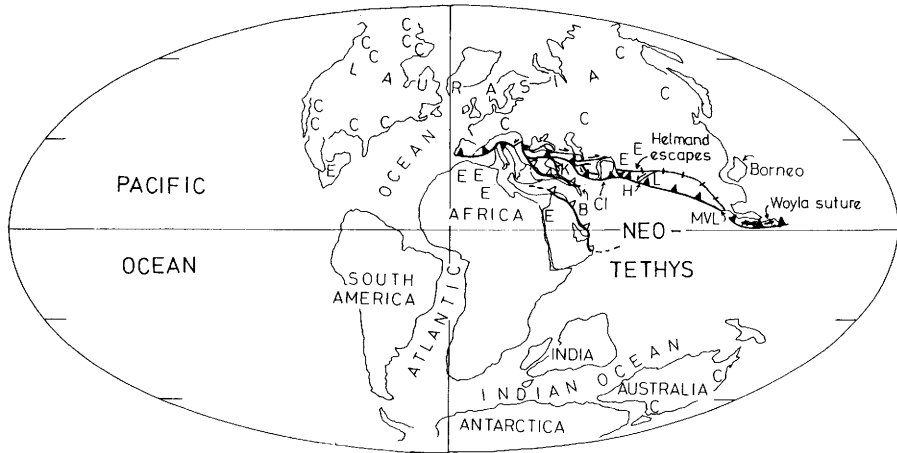 C C C C C C
L A U R A S I A
C C C
C C C C
C
E
PACIFIC
OCEAN
OCEAN
E E
E
AFRICA
E
K
B
CI
H
L
E E
E
Helmand
escapes
Borneo
Woyla suture
MVL
NEO
TETHYS
SOUTH
AMERICA
ATLANTIC
INDIA
INDIAN OCEAN
AUSTRALIA
C
C
ANTARCTICA